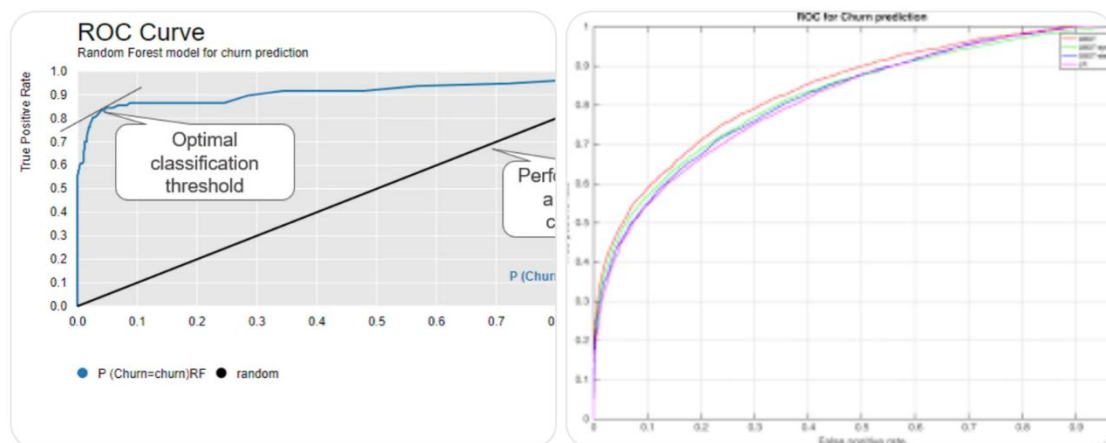 ROC Curve
Random Forest model for churn prediction
True Positive Rate
1.0
0.9
0.8
0.7
0.6
0.5
0.4
0.3
0.2
0.1
0.0
Optimal
classification
threshold
Perfo
a
c
P (Churn
0.0 0.1 0.2 0.3 0.4 0.5 0.6 0.7 0.8
P (Churn=churn)RF random
ROC for Churn prediction
1
0.9
0.8
0.7
0.6
0.5
0.4
0.3
0.2
0.1
0
0 0.1 0.2 0.3 0.4 0.5 0.6 0.7 0.8 0.9
False positive rate